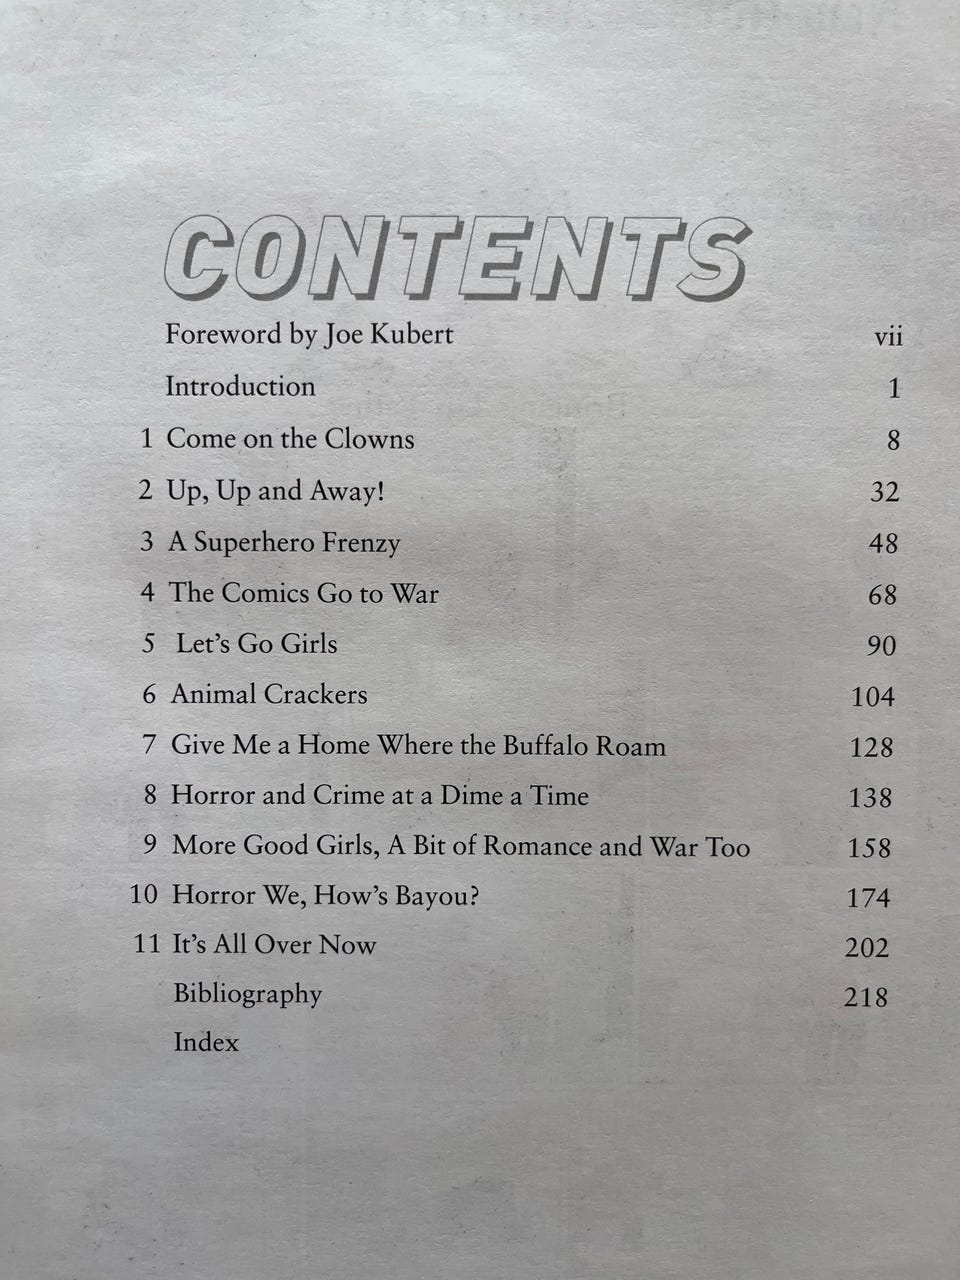 CONTENTS
Foreword by Joe Kubert vii
Introduction 1
1 Come on the Clowns 8
2 Up, Up and Away! 32
3 A Superhero Frenzy 48
4 The Comics Go to War 68
5 Let’s Go Girls 90
6 Animal Crackers 104
7 Give Me a Home Where the Buffalo Roam 128
8 Horror and Crime at a Dime a Time 138
9 More Good Girls, A Bit of Romance and War Too 158
10 Horror We, How’s Bayou? 174
11 It’s All Over Now 202
Bibliography 218
Index